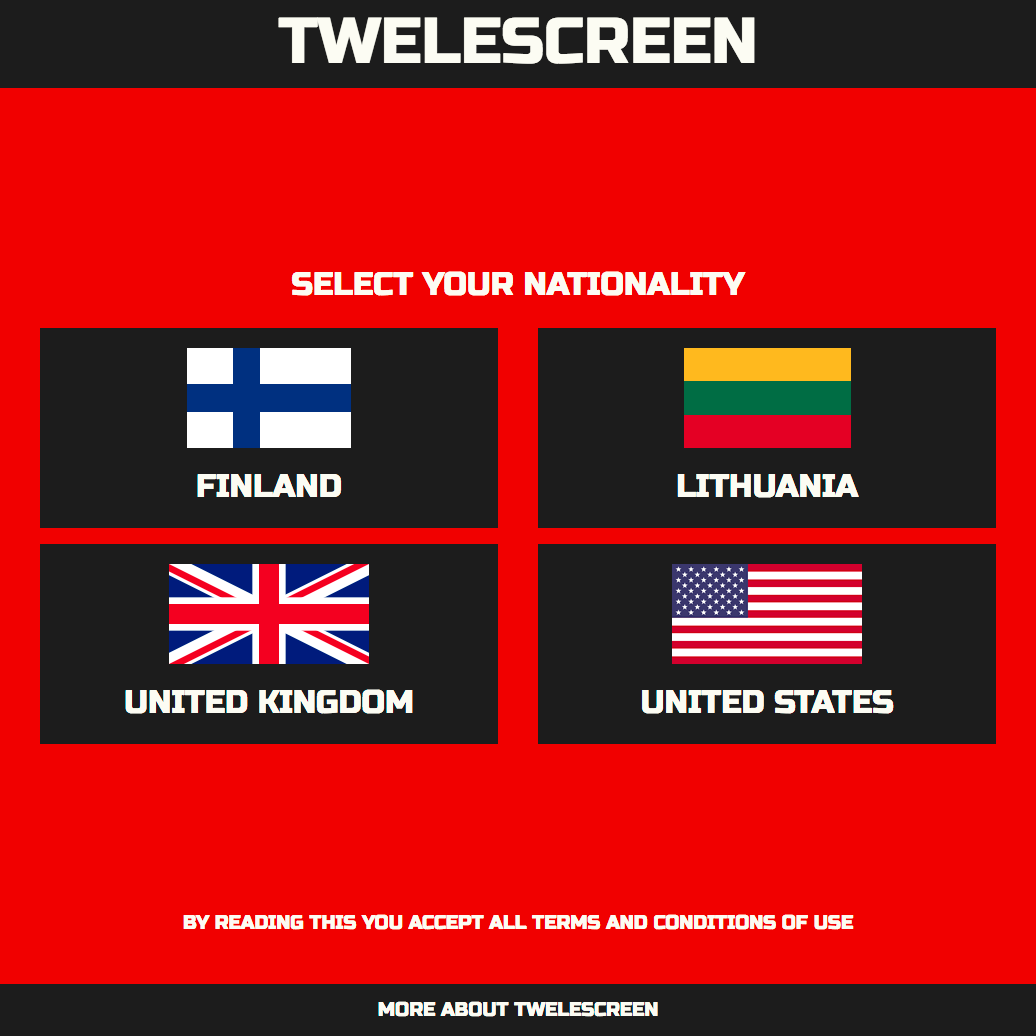 TWELESCREEN
SELECT YOUR NATIONALITY
FINLAND
LITHUANIA
UNITED KINGDOM
UNITED STATES
BY READING THIS YOU ACCEPT ALL TERMS AND CONDITIONS OF USE
MORE ABOUT TWELESCREEN